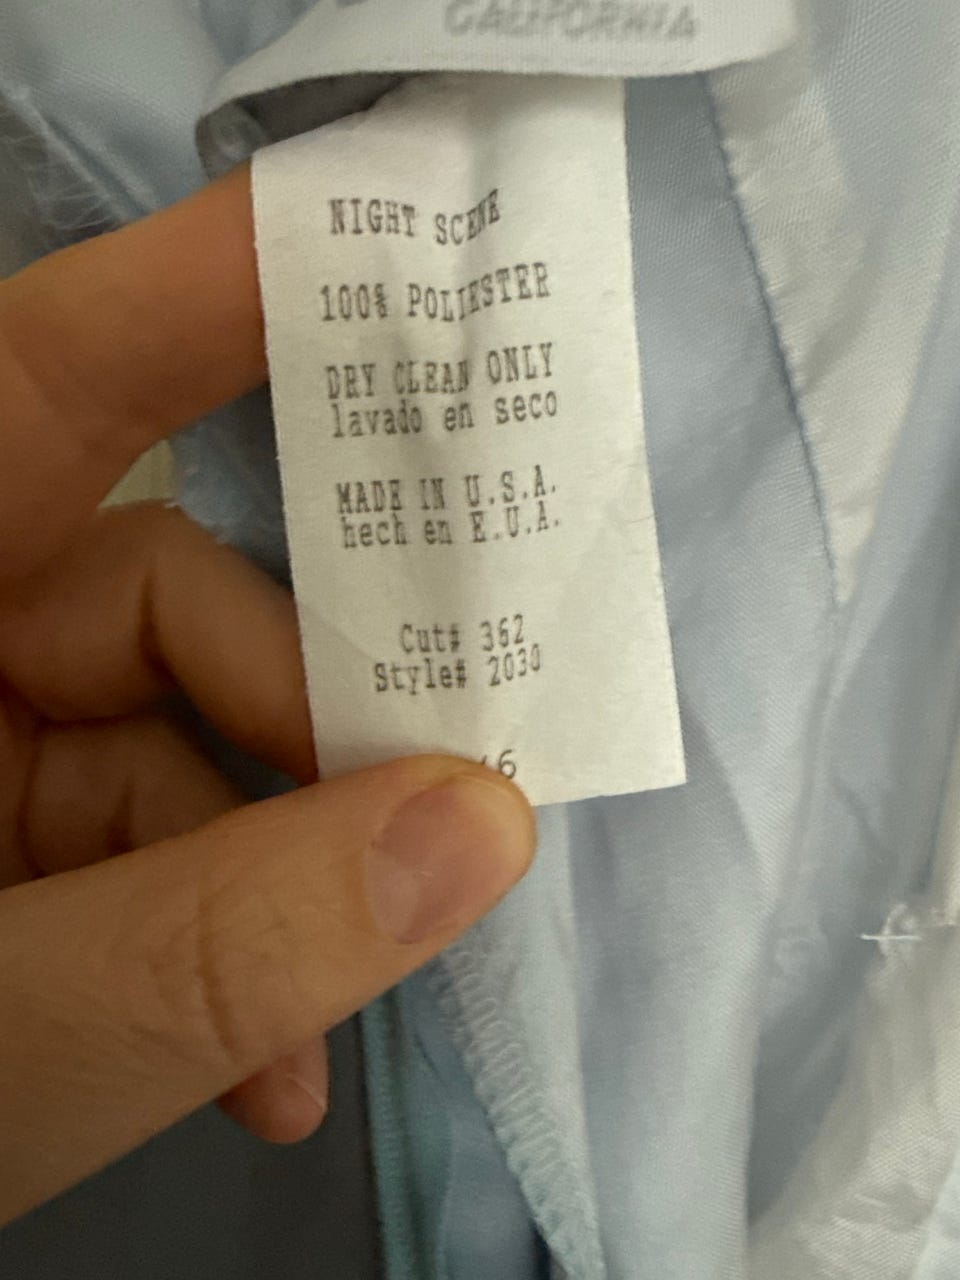 CALIFORNIA
NIGHT SCENE
100% POLIESTER
DRY CLEAN ONLY
lavado en seco
MADE IN U.S.A.
hech en E.U.A.
Cut# 362
Style# 2030
6